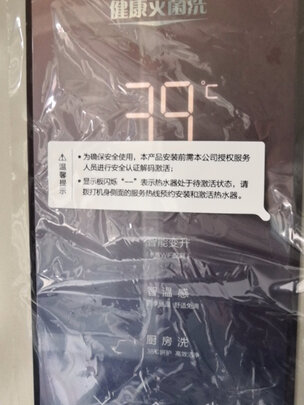 健康灭菌洗
39℃
温馨提示
为确保安全使用，本产品安装前需本公司授权服务
人员进行安全认证解码激活；
显示板闪烁“一”表示热水器处于待激活状态，请
拨打机身侧面的服务热线预约安装和激活热水器。
智能变升
智温感
厨房洗